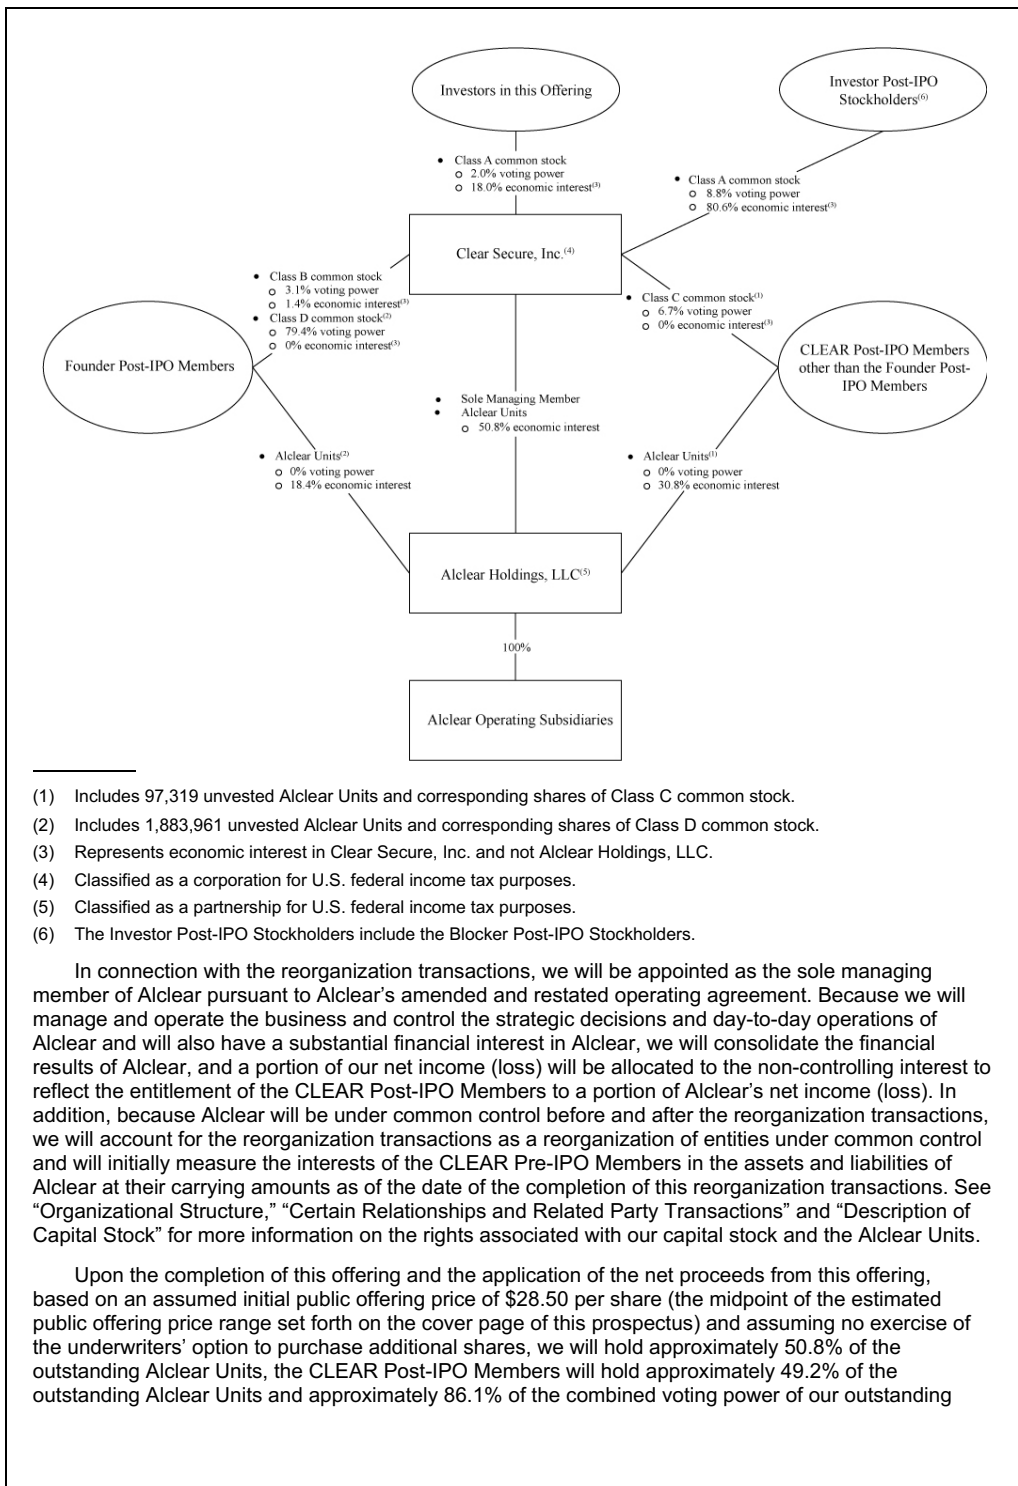 Investors in this Offering
Investor Post-IPO
Stockholders(6)
• Class A common stock
o 2.0% voting power
o 18.0% economic interest(3)
• Class A common stock
o 8.8% voting power
o 80.6% economic interest(3)
Clear Secure, Inc.(4)
• Class B common stock
o 3.1% voting power
o 1.4% economic interest(3)
• Class D common stock(2)
o 79.4% voting power
o 0% economic interest(3)
• Class C common stock(1)
o 6.7% voting power
o 0% economic interest(3)
Founder Post-IPO Members
CLEAR Post-IPO Members
other than the Founder Post-
IPO Members
• Sole Managing Member
• Alclear Units
o 50.8% economic interest
• Alclear Units(2)
o 0% voting power
o 18.4% economic interest
• Alclear Units(1)
o 0% voting power
o 30.8% economic interest
Alclear Holdings, LLC(5)
100%
Alclear Operating Subsidiaries
(1) Includes 97,319 unvested Alclear Units and corresponding shares of Class C common stock.
(2) Includes 1,883,961 unvested Alclear Units and corresponding shares of Class D common stock.
(3) Represents economic interest in Clear Secure, Inc. and not Alclear Holdings, LLC.
(4) Classified as a corporation for U.S. federal income tax purposes.
(5) Classified as a partnership for U.S. federal income tax purposes.
(6) The Investor Post-IPO Stockholders include the Blocker Post-IPO Stockholders.
In connection with the reorganization transactions, we will be appointed as the sole managing
member of Alclear pursuant to Alclear's amended and restated operating agreement. Because we will
manage and operate the business and control the strategic decisions and day-to-day operations of
Alclear and will also have a substantial financial interest in Alclear, we will consolidate the financial
results of Alclear, and a portion of our net income (loss) will be allocated to the non-controlling interest to
reflect the entitlement of the CLEAR Post-IPO Members to a portion of Alclear's net income (loss). In
addition, because Alclear will be under common control before and after the reorganization transactions,
we will account for the reorganization transactions as a reorganization of entities under common control
and will initially measure the interests of the CLEAR Pre-IPO Members in the assets and liabilities of
Alclear at their carrying amounts as of the date of the completion of this reorganization transactions. See
“Organizational Structure,” “Certain Relationships and Related Party Transactions” and “Description of
Capital Stock” for more information on the rights associated with our capital stock and the Alclear Units.
Upon the completion of this offering and the application of the net proceeds from this offering,
based on an assumed initial public offering price of $28.50 per share (the midpoint of the estimated
public offering price range set forth on the cover page of this prospectus) and assuming no exercise of
the underwriters' option to purchase additional shares, we will hold approximately 50.8% of the
outstanding Alclear Units, the CLEAR Post-IPO Members will hold approximately 49.2% of the
outstanding Alclear Units and approximately 86.1% of the combined voting power of our outstanding